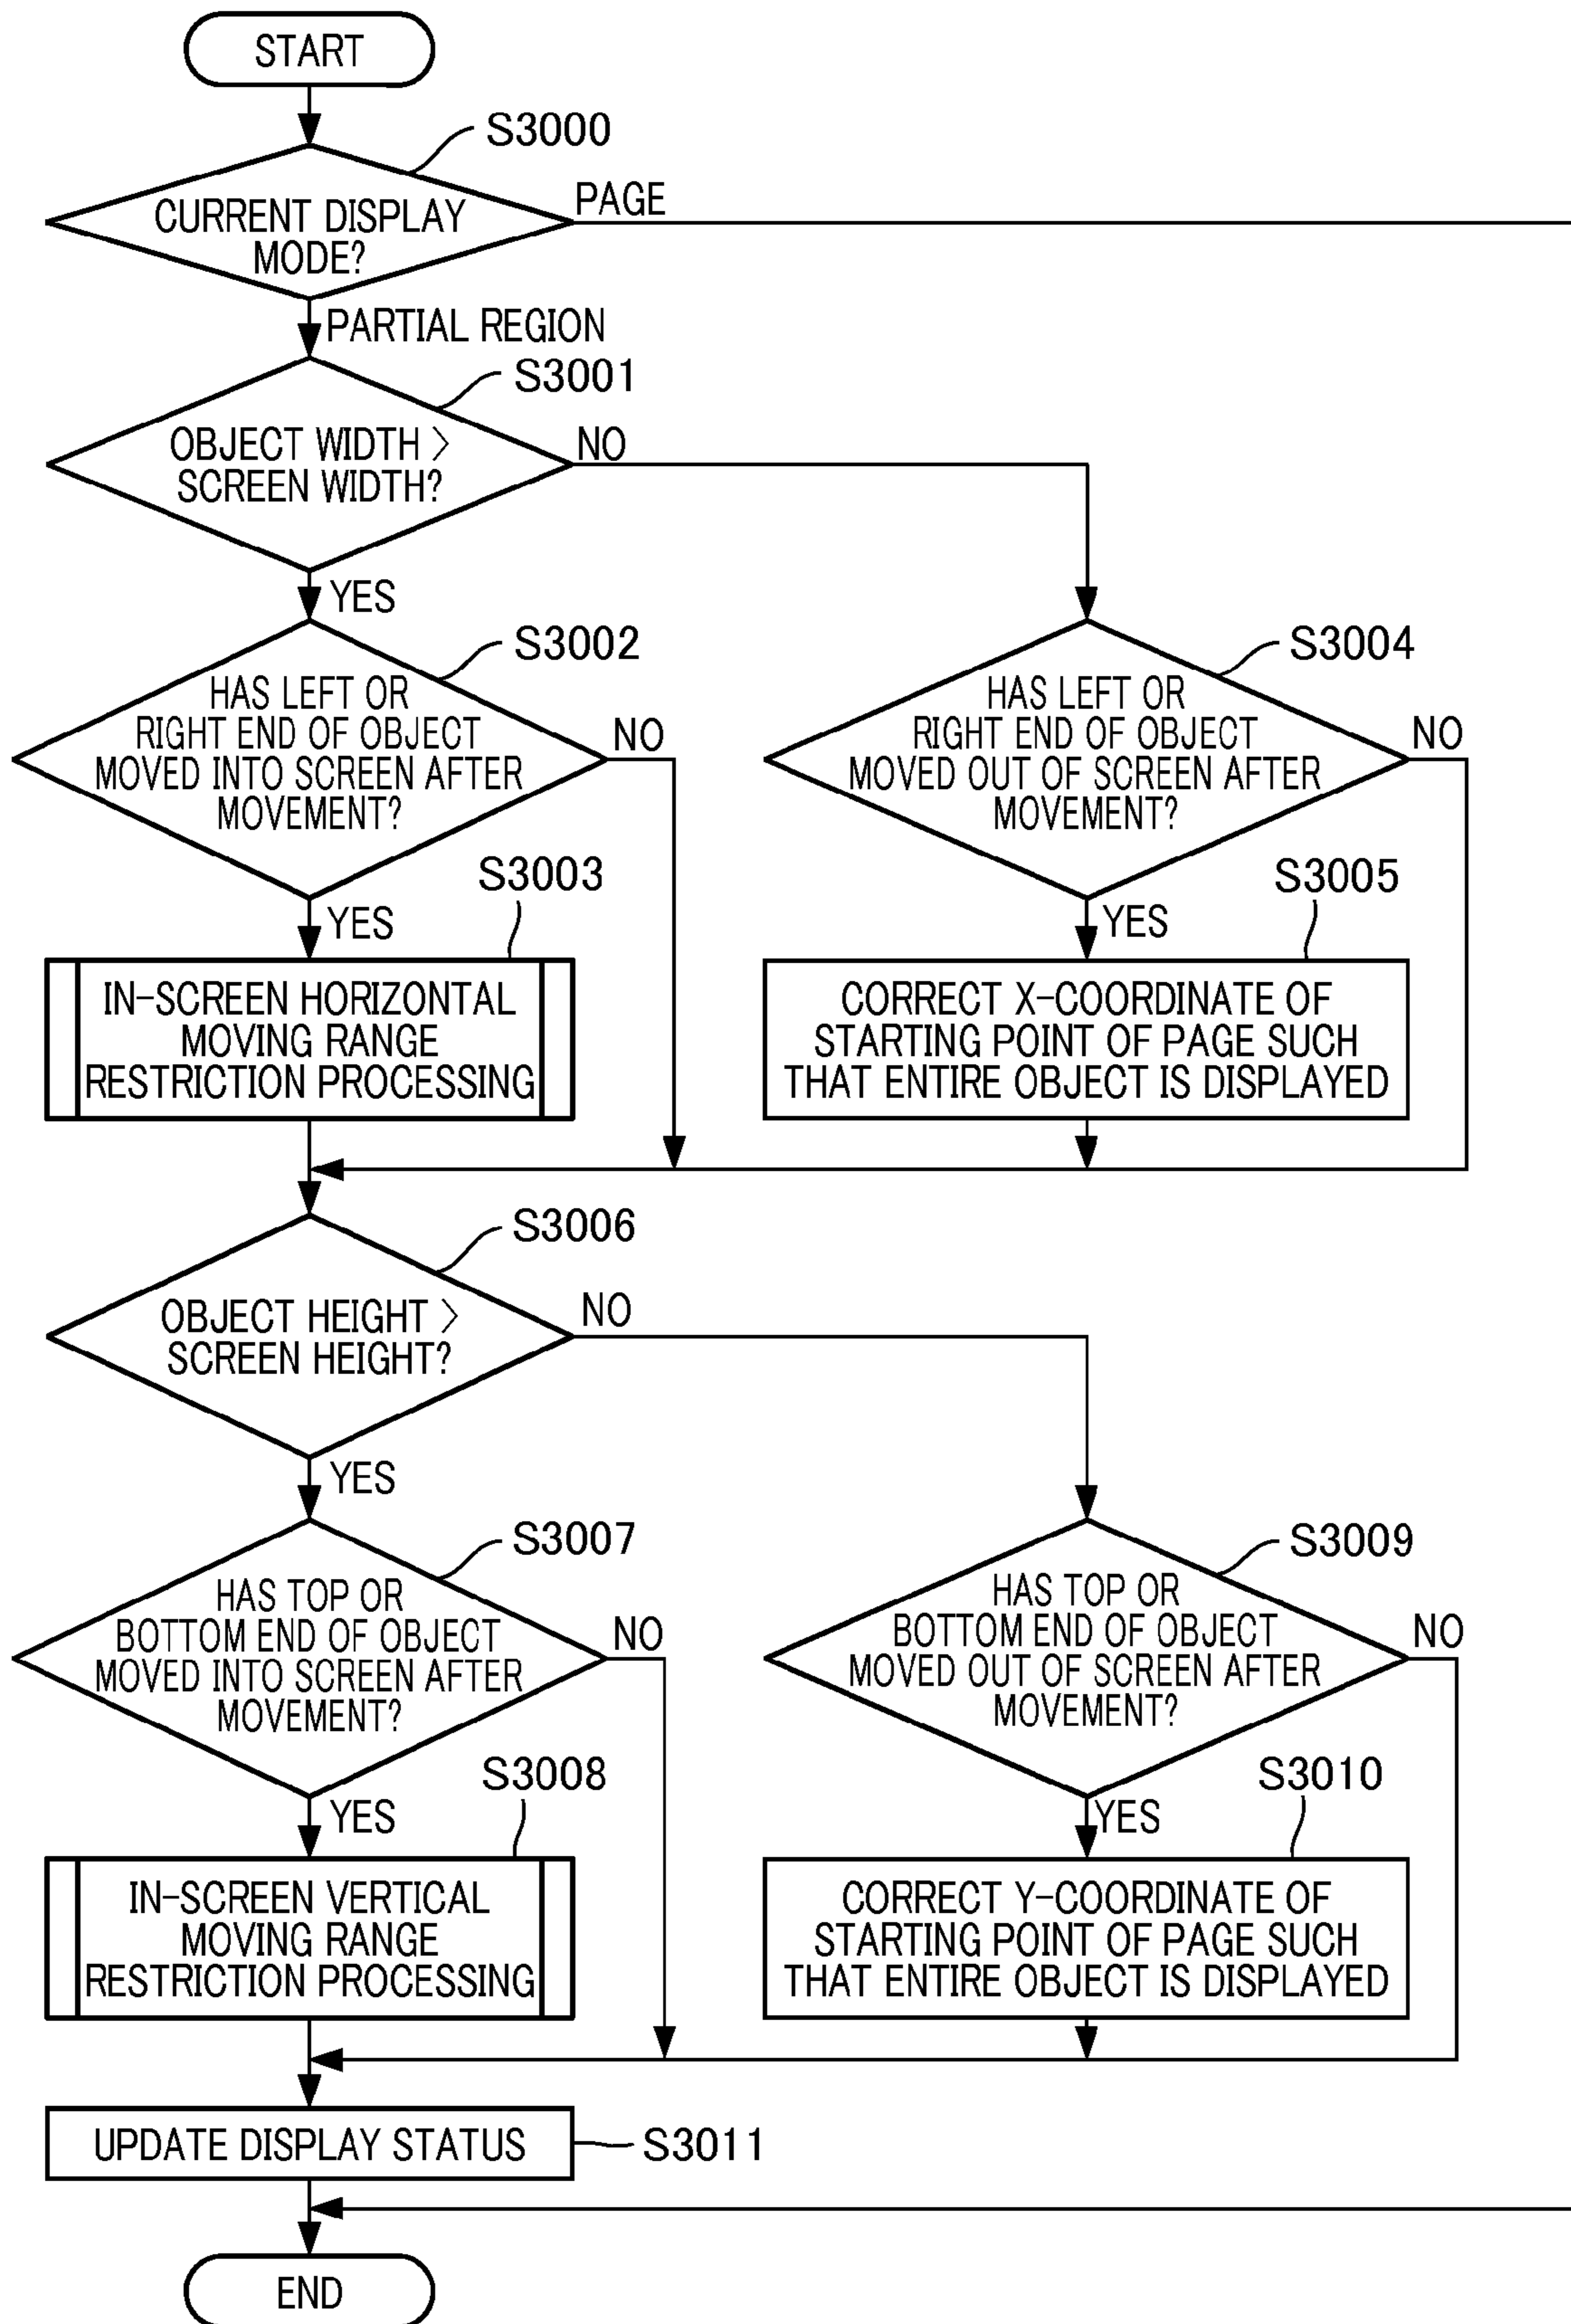 START
S3000
CURRENT DISPLAY
MODE?
PAGE
PARTIAL REGION
S3001
OBJECT WIDTH >
SCREEN WIDTH?
NO
YES
S3002
HAS LEFT OR
RIGHT END OF OBJECT
MOVED INTO SCREEN AFTER
MOVEMENT?
NO
S3004
HAS LEFT OR
RIGHT END OF OBJECT
MOVED OUT OF SCREEN AFTER
MOVEMENT?
NO
YES
S3003
IN-SCREEN HORIZONTAL
MOVING RANGE
RESTRICTION PROCESSING
YES
S3005
CORRECT X-COORDINATE OF
STARTING POINT OF PAGE SUCH
THAT ENTIRE OBJECT IS DISPLAYED
S3006
OBJECT HEIGHT >
SCREEN HEIGHT?
NO
YES
S3007
HAS TOP OR
BOTTOM END OF OBJECT
MOVED INTO SCREEN AFTER
MOVEMENT?
NO
S3009
HAS TOP OR
BOTTOM END OF OBJECT
MOVED OUT OF SCREEN AFTER
MOVEMENT?
NO
YES
S3008
IN-SCREEN VERTICAL
MOVING RANGE
RESTRICTION PROCESSING
YES
S3010
CORRECT Y-COORDINATE OF
STARTING POINT OF PAGE SUCH
THAT ENTIRE OBJECT IS DISPLAYED
UPDATE DISPLAY STATUS
S3011
END